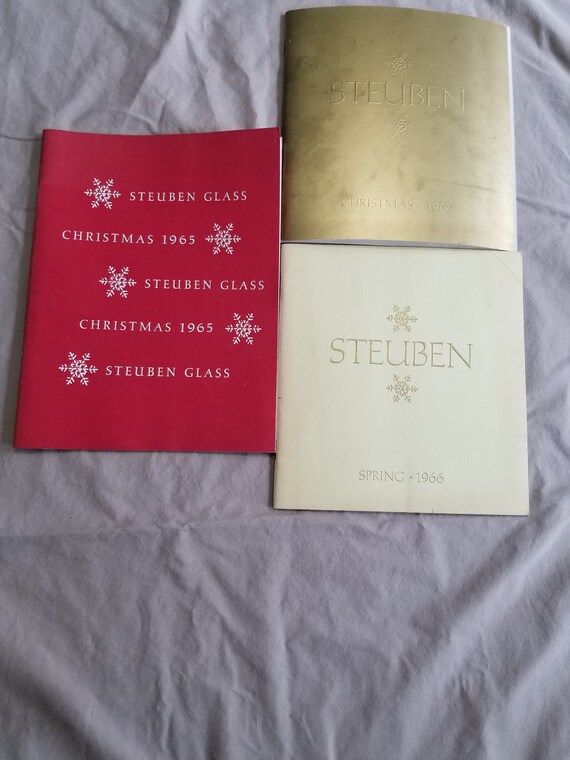 STEUBEN GLASS
CHRISTMAS 1965
STEUBEN GLASS
CHRISTMAS 1965
STEUBEN GLASS
STEUBEN
CHRISTMAS •
STEUBEN
SPRING • 1966